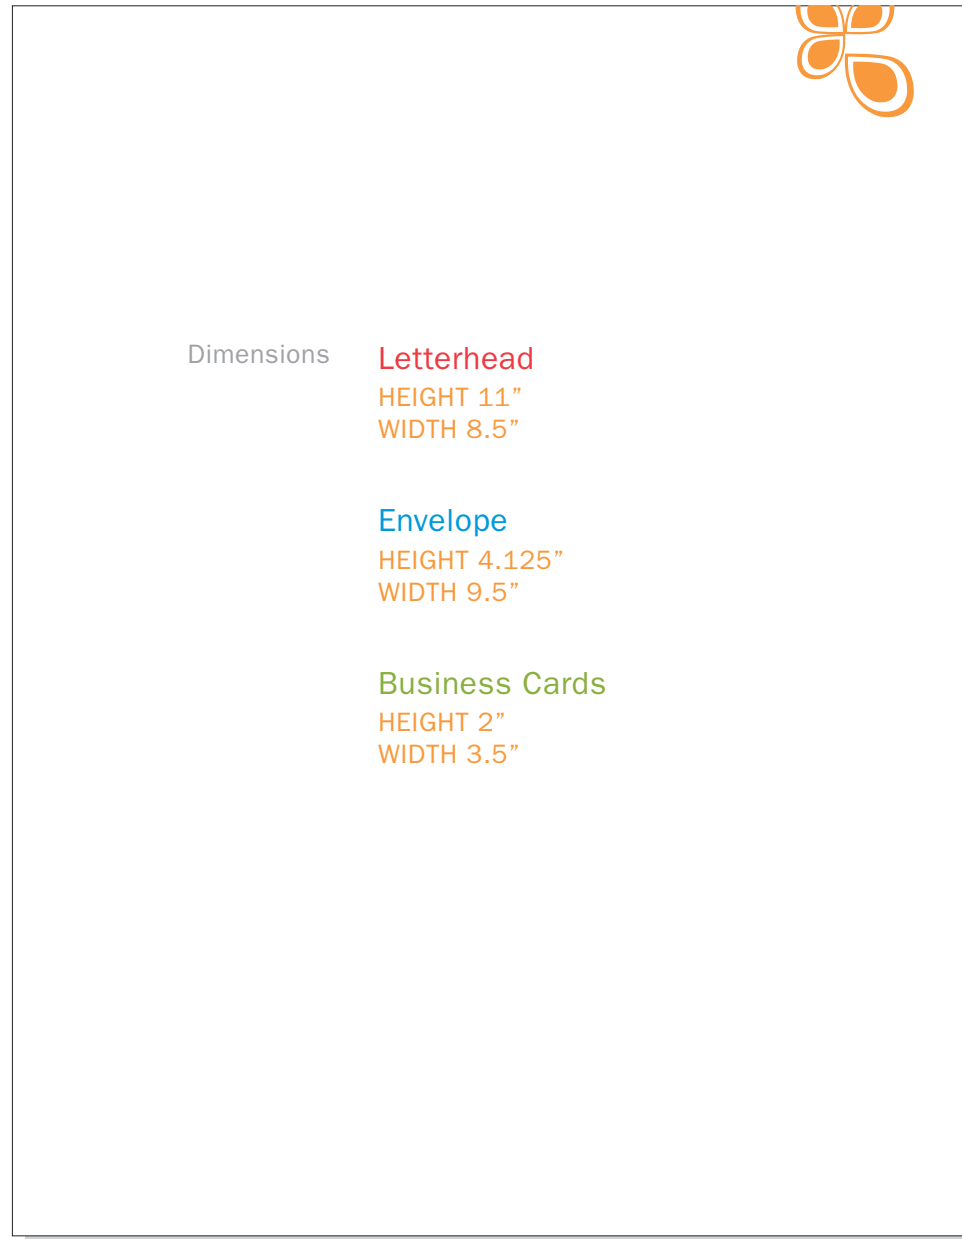 Dimensions
Letterhead
HEIGHT 11”
WIDTH 8.5”
Envelope
HEIGHT 4.125”
WIDTH 9.5”
Business Cards
HEIGHT 2”
WIDTH 3.5”